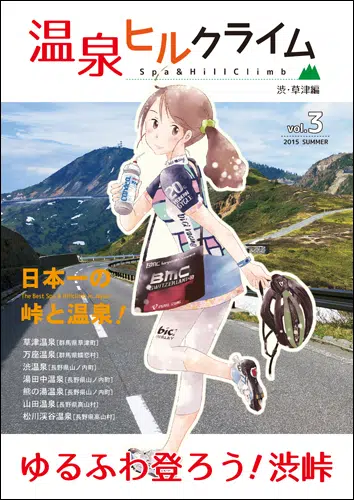 温泉ヒルクライム
Spa&HillClimb
渋・草津編
vol.3
2015 SUMMER
日本一の
The Best Spa & Hillclimb in Japan
峠と温泉!
草津温泉[群馬県草津町]
万座温泉[群馬県嬬恋村]
渋温泉[長野県山ノ内町]
湯田中温泉[長野県山ノ内町]
熊の湯温泉[長野県山ノ内町]
山田温泉[長野県高山村]
松川渓谷温泉[長野県高山村]
20
BMC
BMC
SWITZERLAND
bic
ゆるふわ登ろう!渋峠